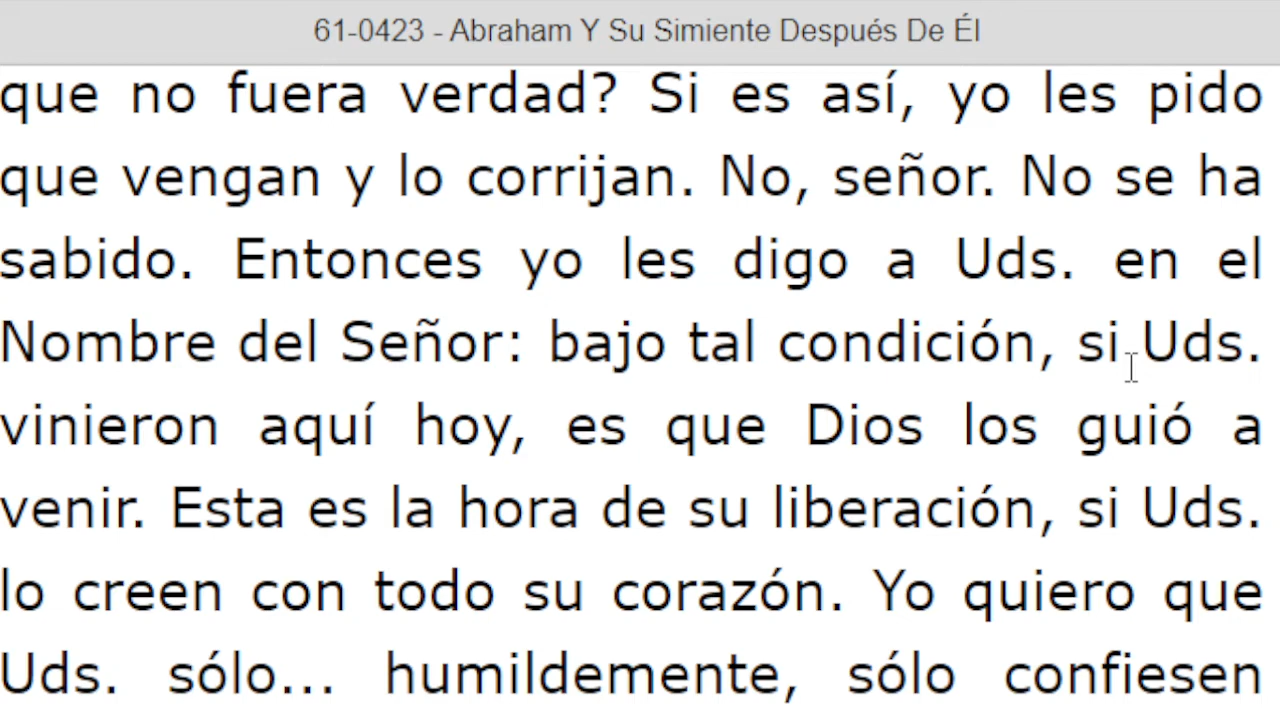 61-0423 - Abraham Y Su Simiente Después De Él
que no fuera verdad? Si es así, yo les pido
que vengan y lo corrijan. No, señor. No se ha
sabido. Entonces yo les digo a Uds. en el
Nombre del Señor: bajo tal condición, si Uds.
vinieron aquí hoy, es que Dios los guió a
venir. Esta es la hora de su liberación, si Uds.
lo creen con todo su corazón. Yo quiero que
Uds. sólo... humildemente, sólo confiesen